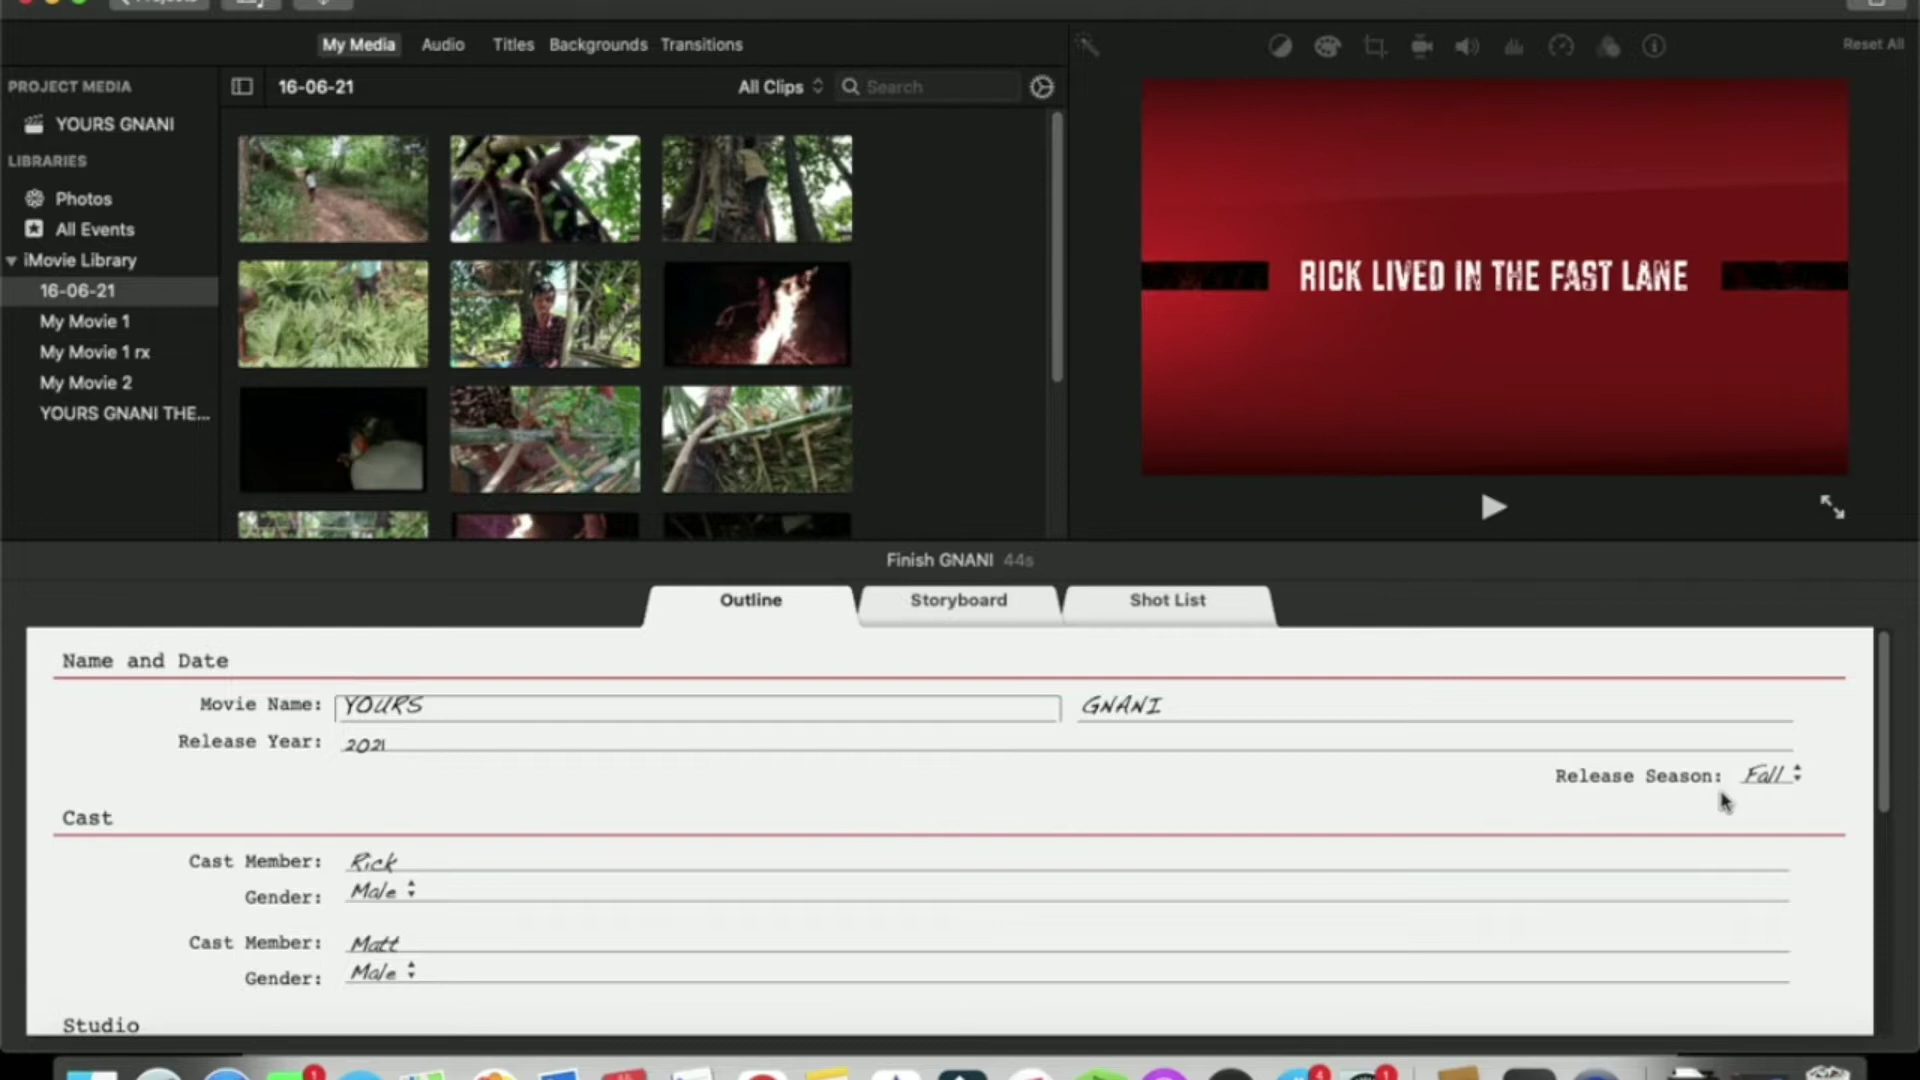 Projects
My Media Audio Titles Backgrounds Transitions
Reset All
PROJECT MEDIA
16-06-21
All Clips
Search
YOURS GNANI
LIBRARIES
Photos
All Events
iMovie Library
16-06-21
My Movie 1
My Movie 1 rx
My Movie 2
YOURS GNANI THE...
RICK LIVED IN THE FAST LANE
Finish GNANI 44s
Outline Storyboard Shot List
Name and Date
Movie Name: YOURS GNANI
Release Year: 2021
Release Season: Fall
Cast
Cast Member: Rick
Gender: Male
Cast Member: Matt
Gender: Male
Studio
1
4
1